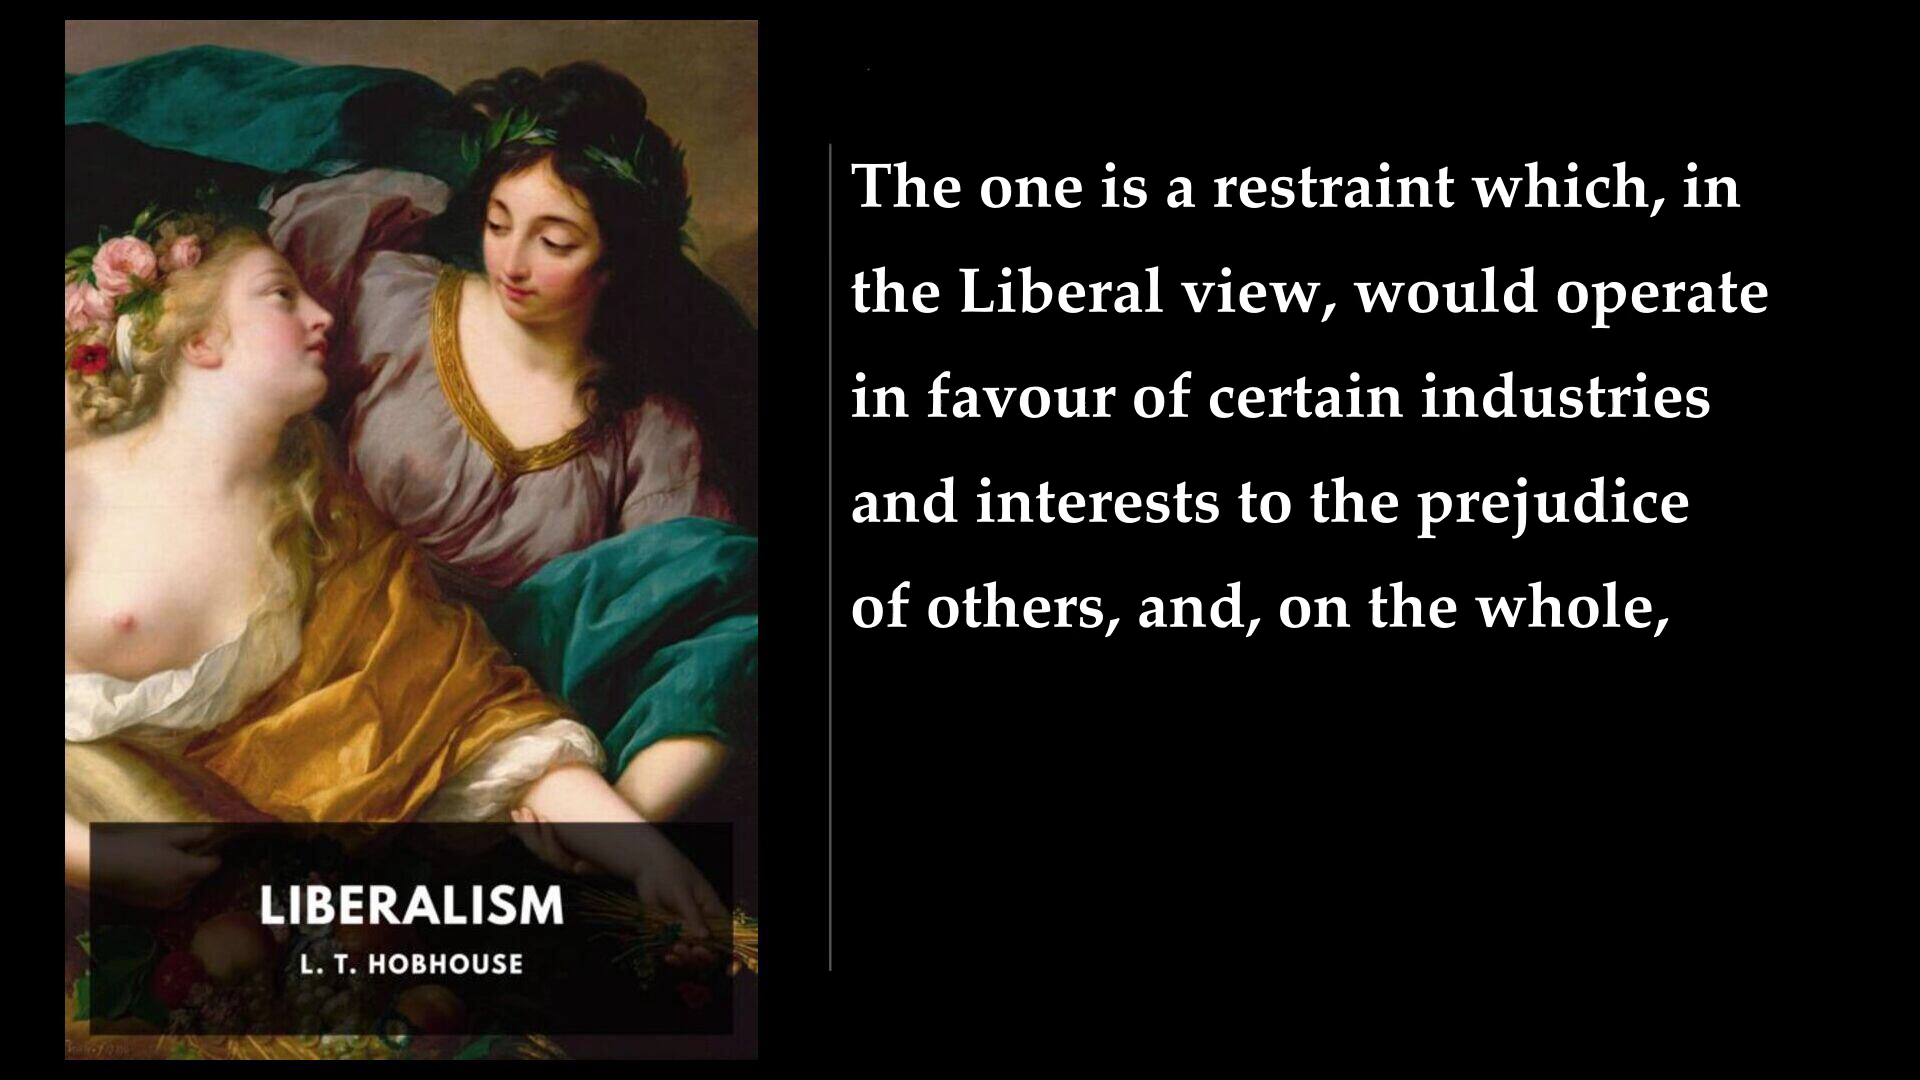 The one is a restraint which, in
the Liberal view, would operate
in favour of certain industries
and interests to the prejudice
of others, and, on the whole,
LIBERALISM
L. T. HOBHOUSE